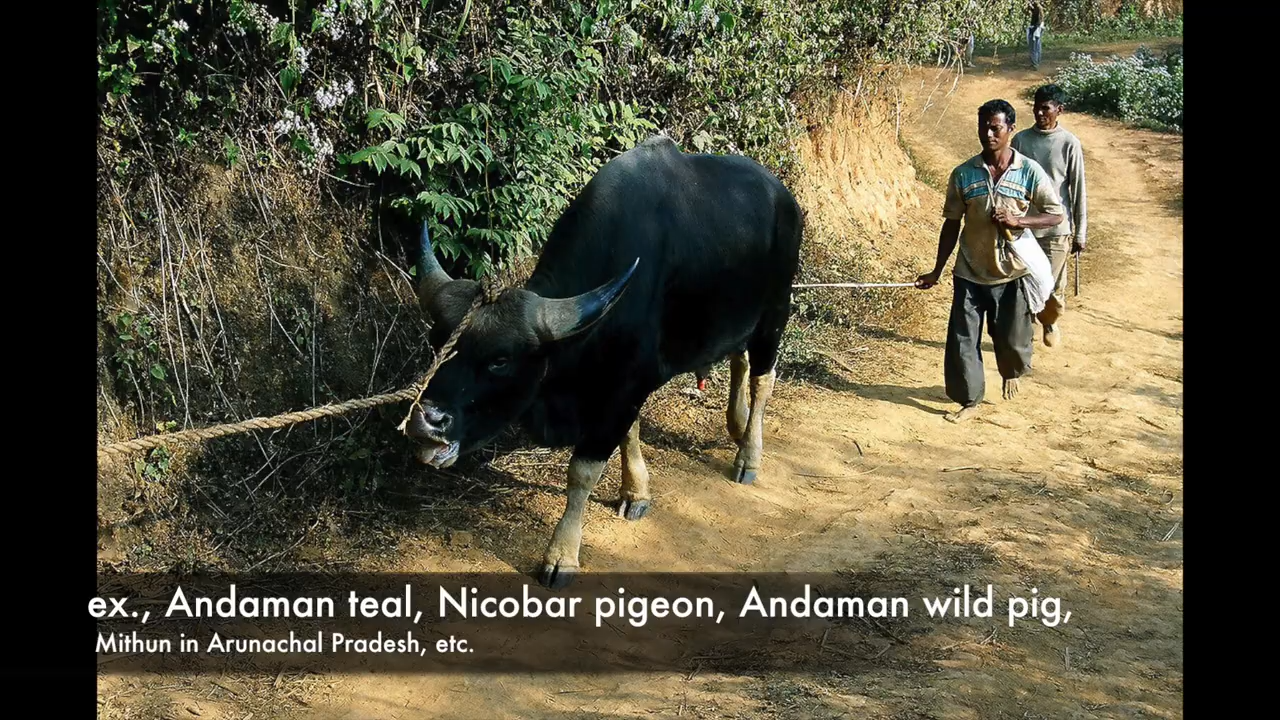 ex., Andaman teal, Nicobar pigeon, Andaman wild pig,
Mithun in Arunachal Pradesh, etc.